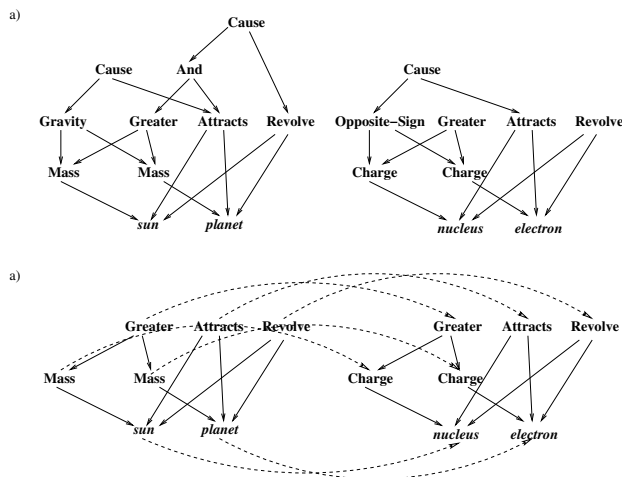 a)
Cause
Cause And Cause
Gravity Greater Attracts Revolve Opposite-Sign Greater Attracts Revolve
Mass Mass Charge Charge
sun planet nucleus electron
a)
Greater Attracts Revolve Greater Attracts Revolve
Mass Mass Charge Charge
sun planet nucleus electron